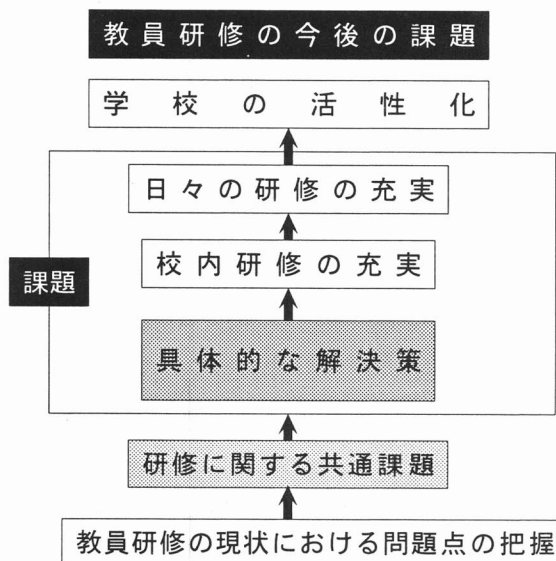 教員研修の今後の課題
学校の活性化
日々の研修の充実
校内研修の充実
課題
具体的な解決策
研修に関する共通課題
教員研修の現状における問題点の把握